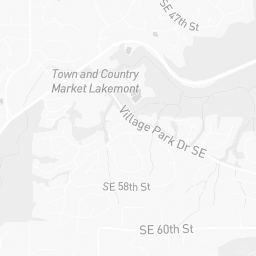 SE 47th St
Town and Country
Market Lakemont
Village Park Dr SE
SE 58th St
SE 60th St